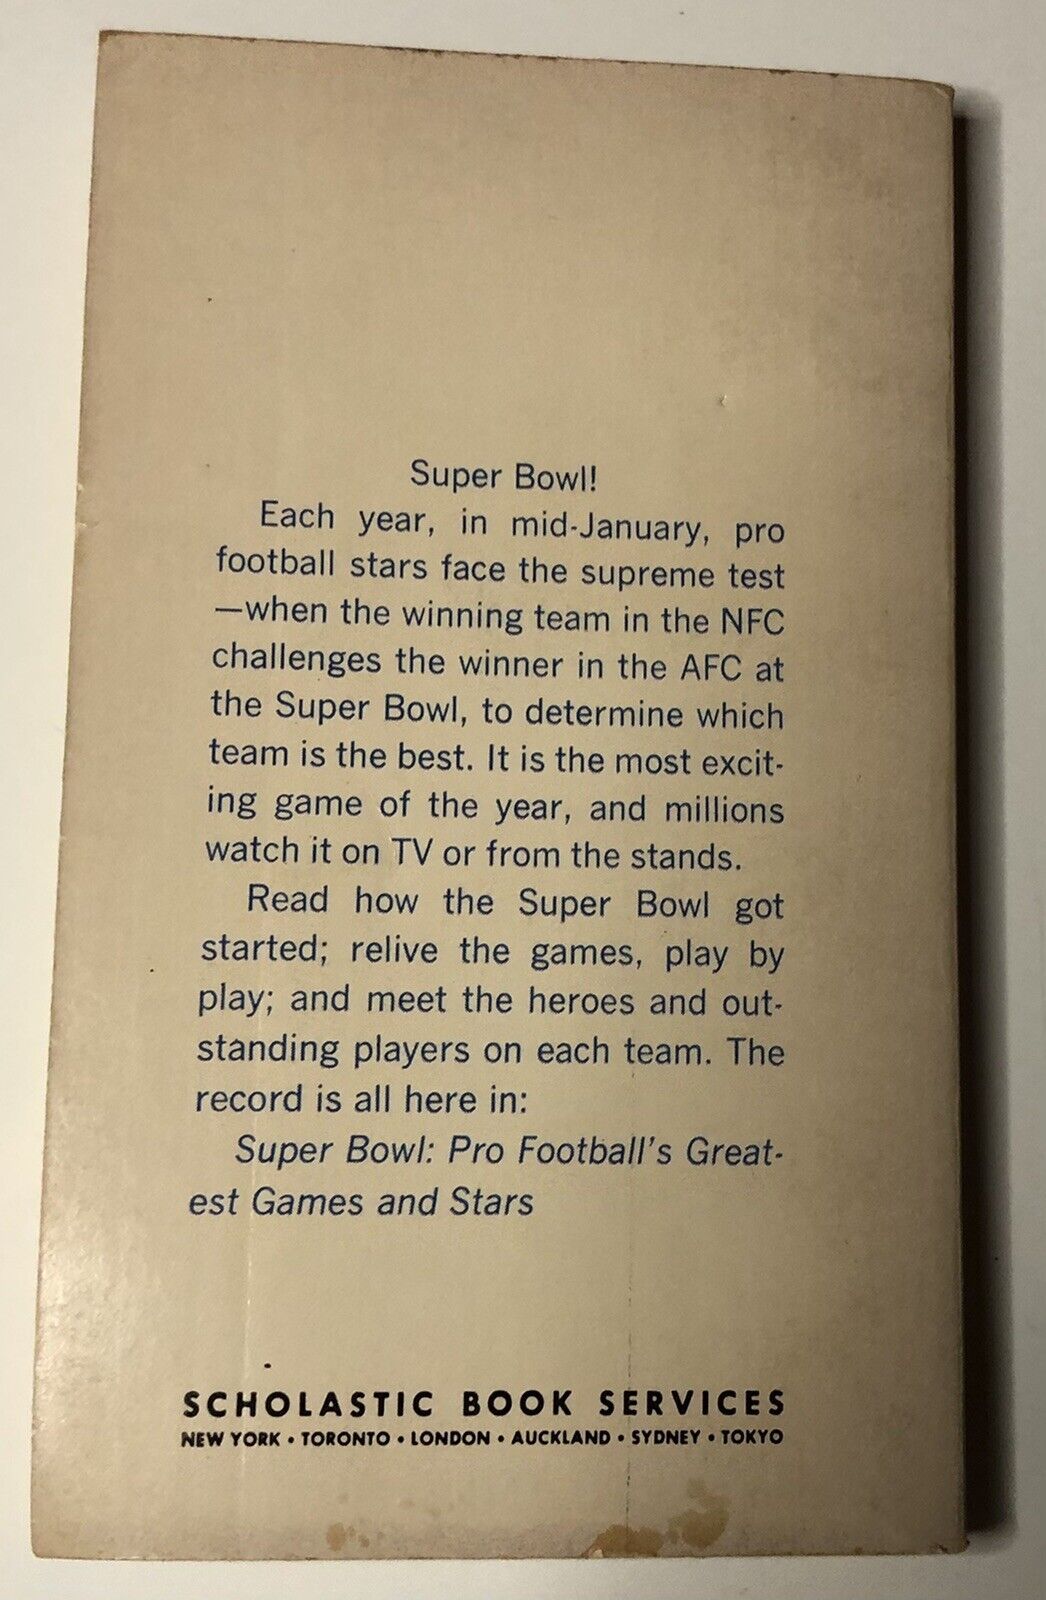 Super Bowl!
Each year, in mid-January, pro
football stars face the supreme test
—when the winning team in the NFC
challenges the winner in the AFC at
the Super Bowl, to determine which
team is the best. It is the most excit-
ing game of the year, and millions
watch it on TV or from the stands.
Read how the Super Bowl got
started; relive the games, play by
play; and meet the heroes and out-
standing players on each team. The
record is all here in:
Super Bowl: Pro Football's Great-
est Games and Stars
SCHOLASTIC BOOK SERVICES
NEW YORK • TORONTO • LONDON • AUCKLAND • SYDNEY • TOKYO